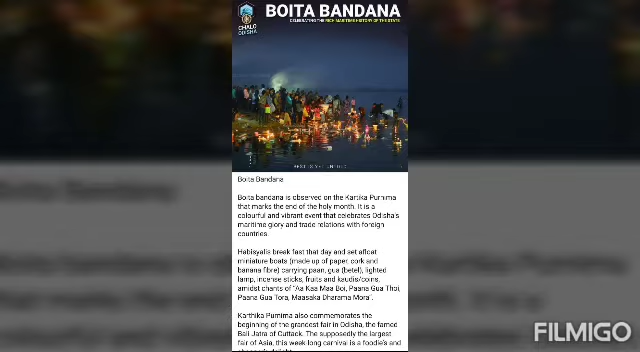 BOITA BANDANA
CELEBRATING THE RICH MARITIME HISTORY OF THE STATE
CHALO
ODISHA
Boita Bandana
Boita bandana is observed on the Kartika Purnima
that marks the end of the holy month. It is a
colourful and vibrant event that celebrates Odisha's
maritime glory and trade relations with foreign
countries.
Habisyalis break fast that day and set afloat
miniature boats (made up of paper, cork and
banana fibre) carrying paan, gua (betel), lighted
lamp, incense sticks, fruits and kaudis/coins,
amidst chants of "Aa Kaa Maa Boi, Paana Gua Thoi,
Paana Gua Tora, Maasaka Dharama Mora".
Karthika Purnima also commemorates the
beginning of the grandest fair in Odisha, the famed
Bali Jatra of Cuttack. The supposedly the largest
fair of Asia, this week-long carnival is a foodie's and
FILMIGO